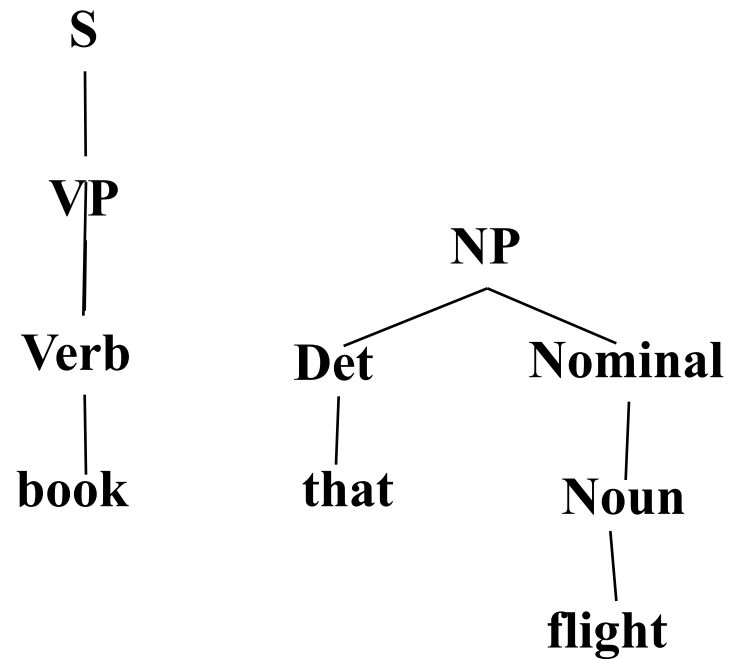 S
VP
NP
Verb
Det
Nominal
book
that
Noun
flight